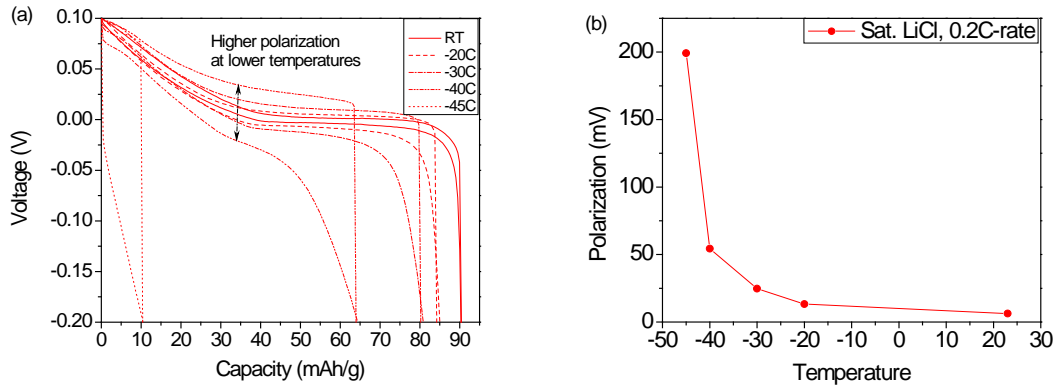 (a)
0.10
0.05
0.00
-0.05
-0.10
-0.15
-0.20
Voltage (V)
Higher polarization
at lower temperatures
RT
-20C
-30C
-40C
-45C
0 10 20 30 40 50 60 70 80 90
Capacity (mAh/g)
(b)
200
150
100
50
0
Polarization (mV)
Sat. LiCl, 0.2C-rate
-50 -40 -30 -20 -10 0 10 20 30
Temperature